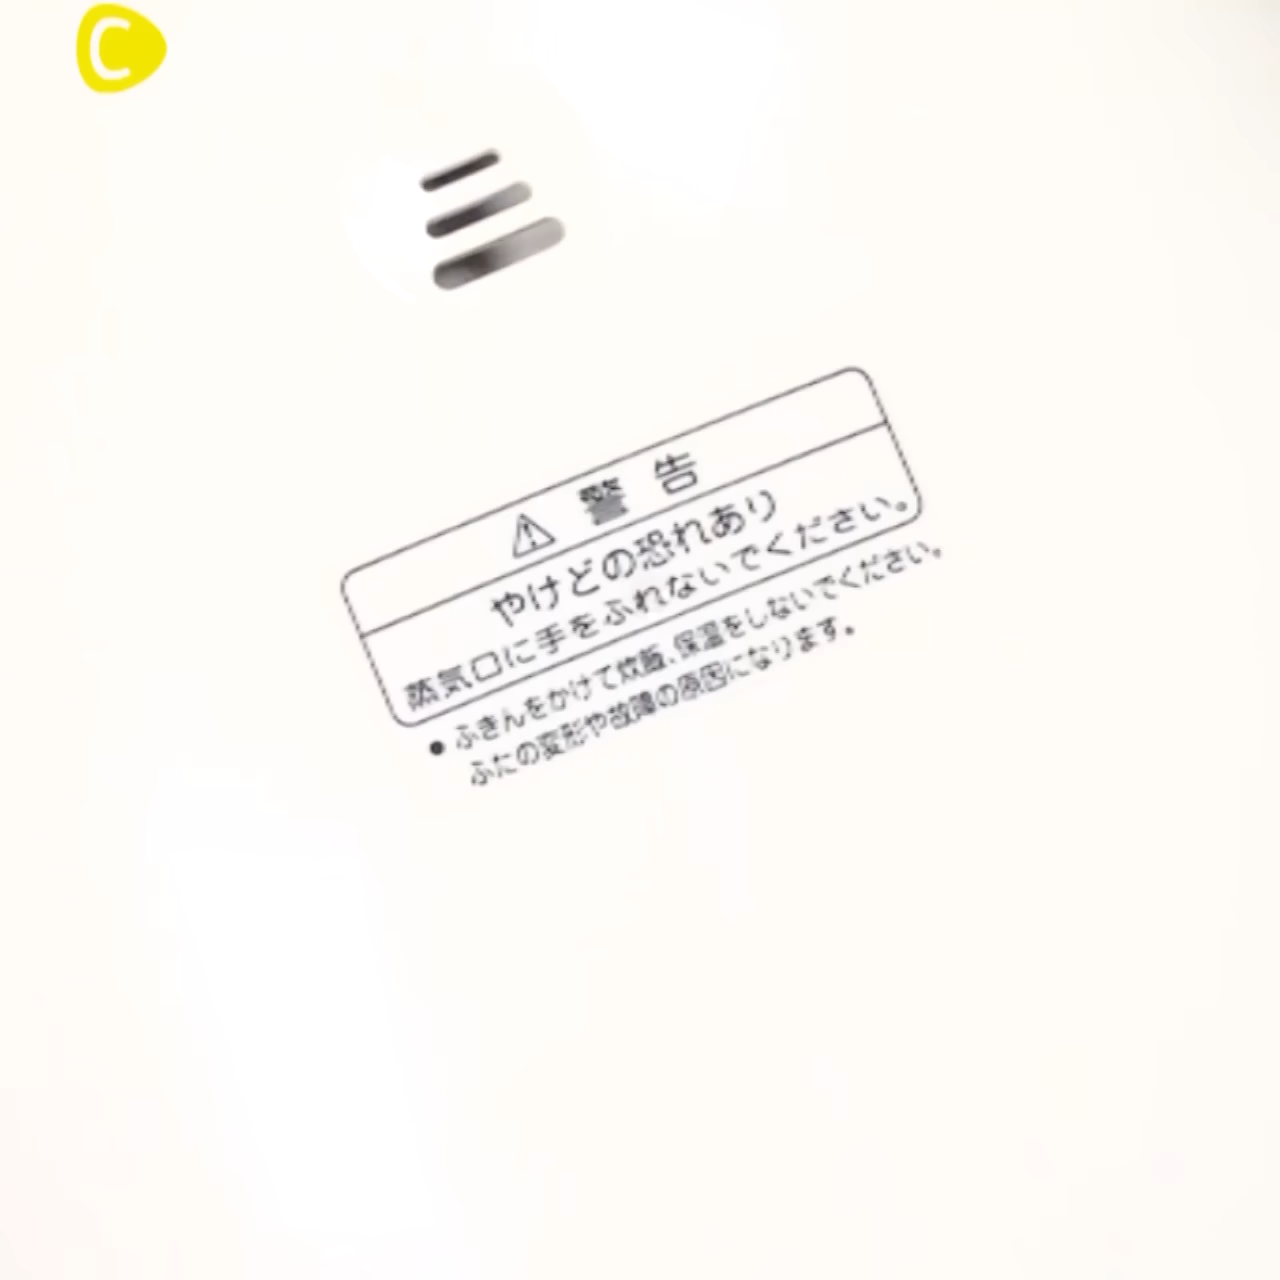 C
⚠ 警 告
やけどの恐れあり
蒸気口に手をふれないでください。
● ふきんをかけて炊飯、保温をしないでください。
ふたの変形や故障の原因になります。